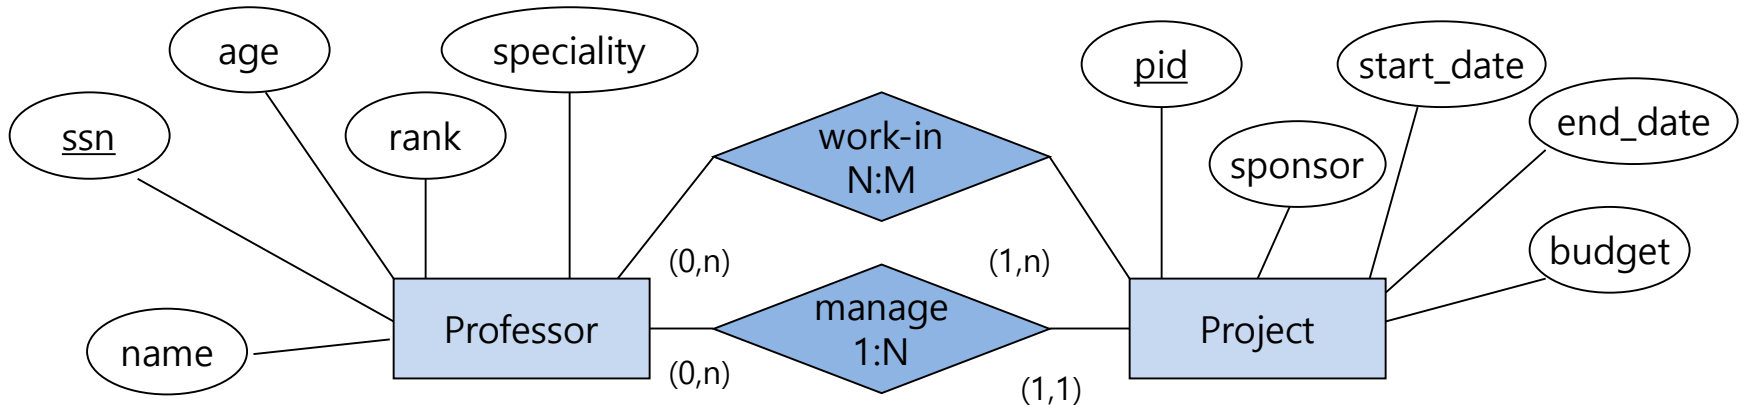 age
speciality
pid
start_date
ssn
rank
work-in
N:M
sponsor
end_date
(0,n)
(1,n)
budget
name
Professor
manage
1:N
Project
(0,n)
(1,1)